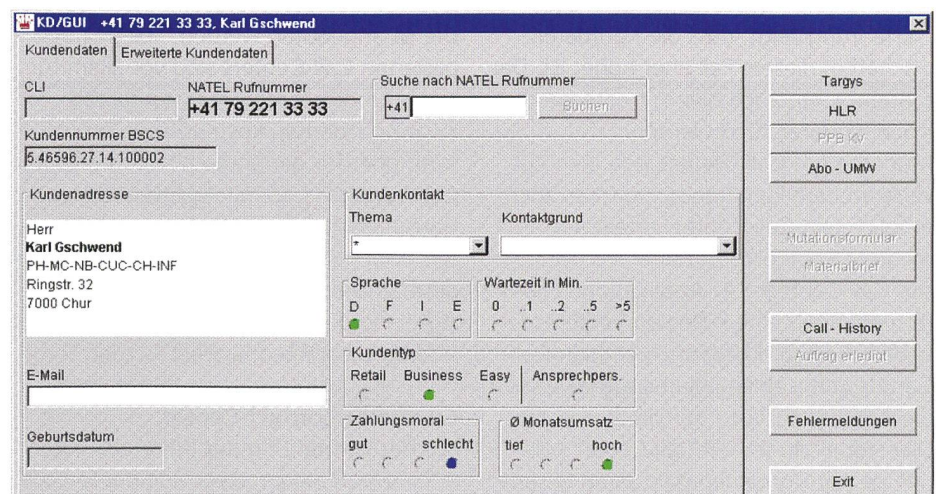 KD/GUI +41 79 221 33 33, Karl Gschwend
Kundendaten
Erweiterte Kundendaten
CLI
NATEL Rufnummer
+41 79 221 33 33
Suche nach NATEL Rufnummer
+41
Suchen
Kundennummer BSCS
5.46596.27.14.100002
Kundenadresse
Herr
Karl Gschwend
PH-MC-NB-CUC-CH-INF
Ringstr. 32
7000 Chur
E-Mail
Geburtsdatum
Kundenkontakt
Thema
Kontaktgrund
*
Sprache
D F I E
Wartezeit in Min.
0 ..1 ..2 ..5 >5
Kundentyp
Retail Business Easy Ansprechpers.
Zahlungsmoral
gut schlecht
Ø Monatsumsatz
tief hoch
Targys
HLR
PPB KV
Abo - UMW
Mutationsformular
Materialbrief
Call - History
Auftrag erledigt
Fehlermeldungen
Exit